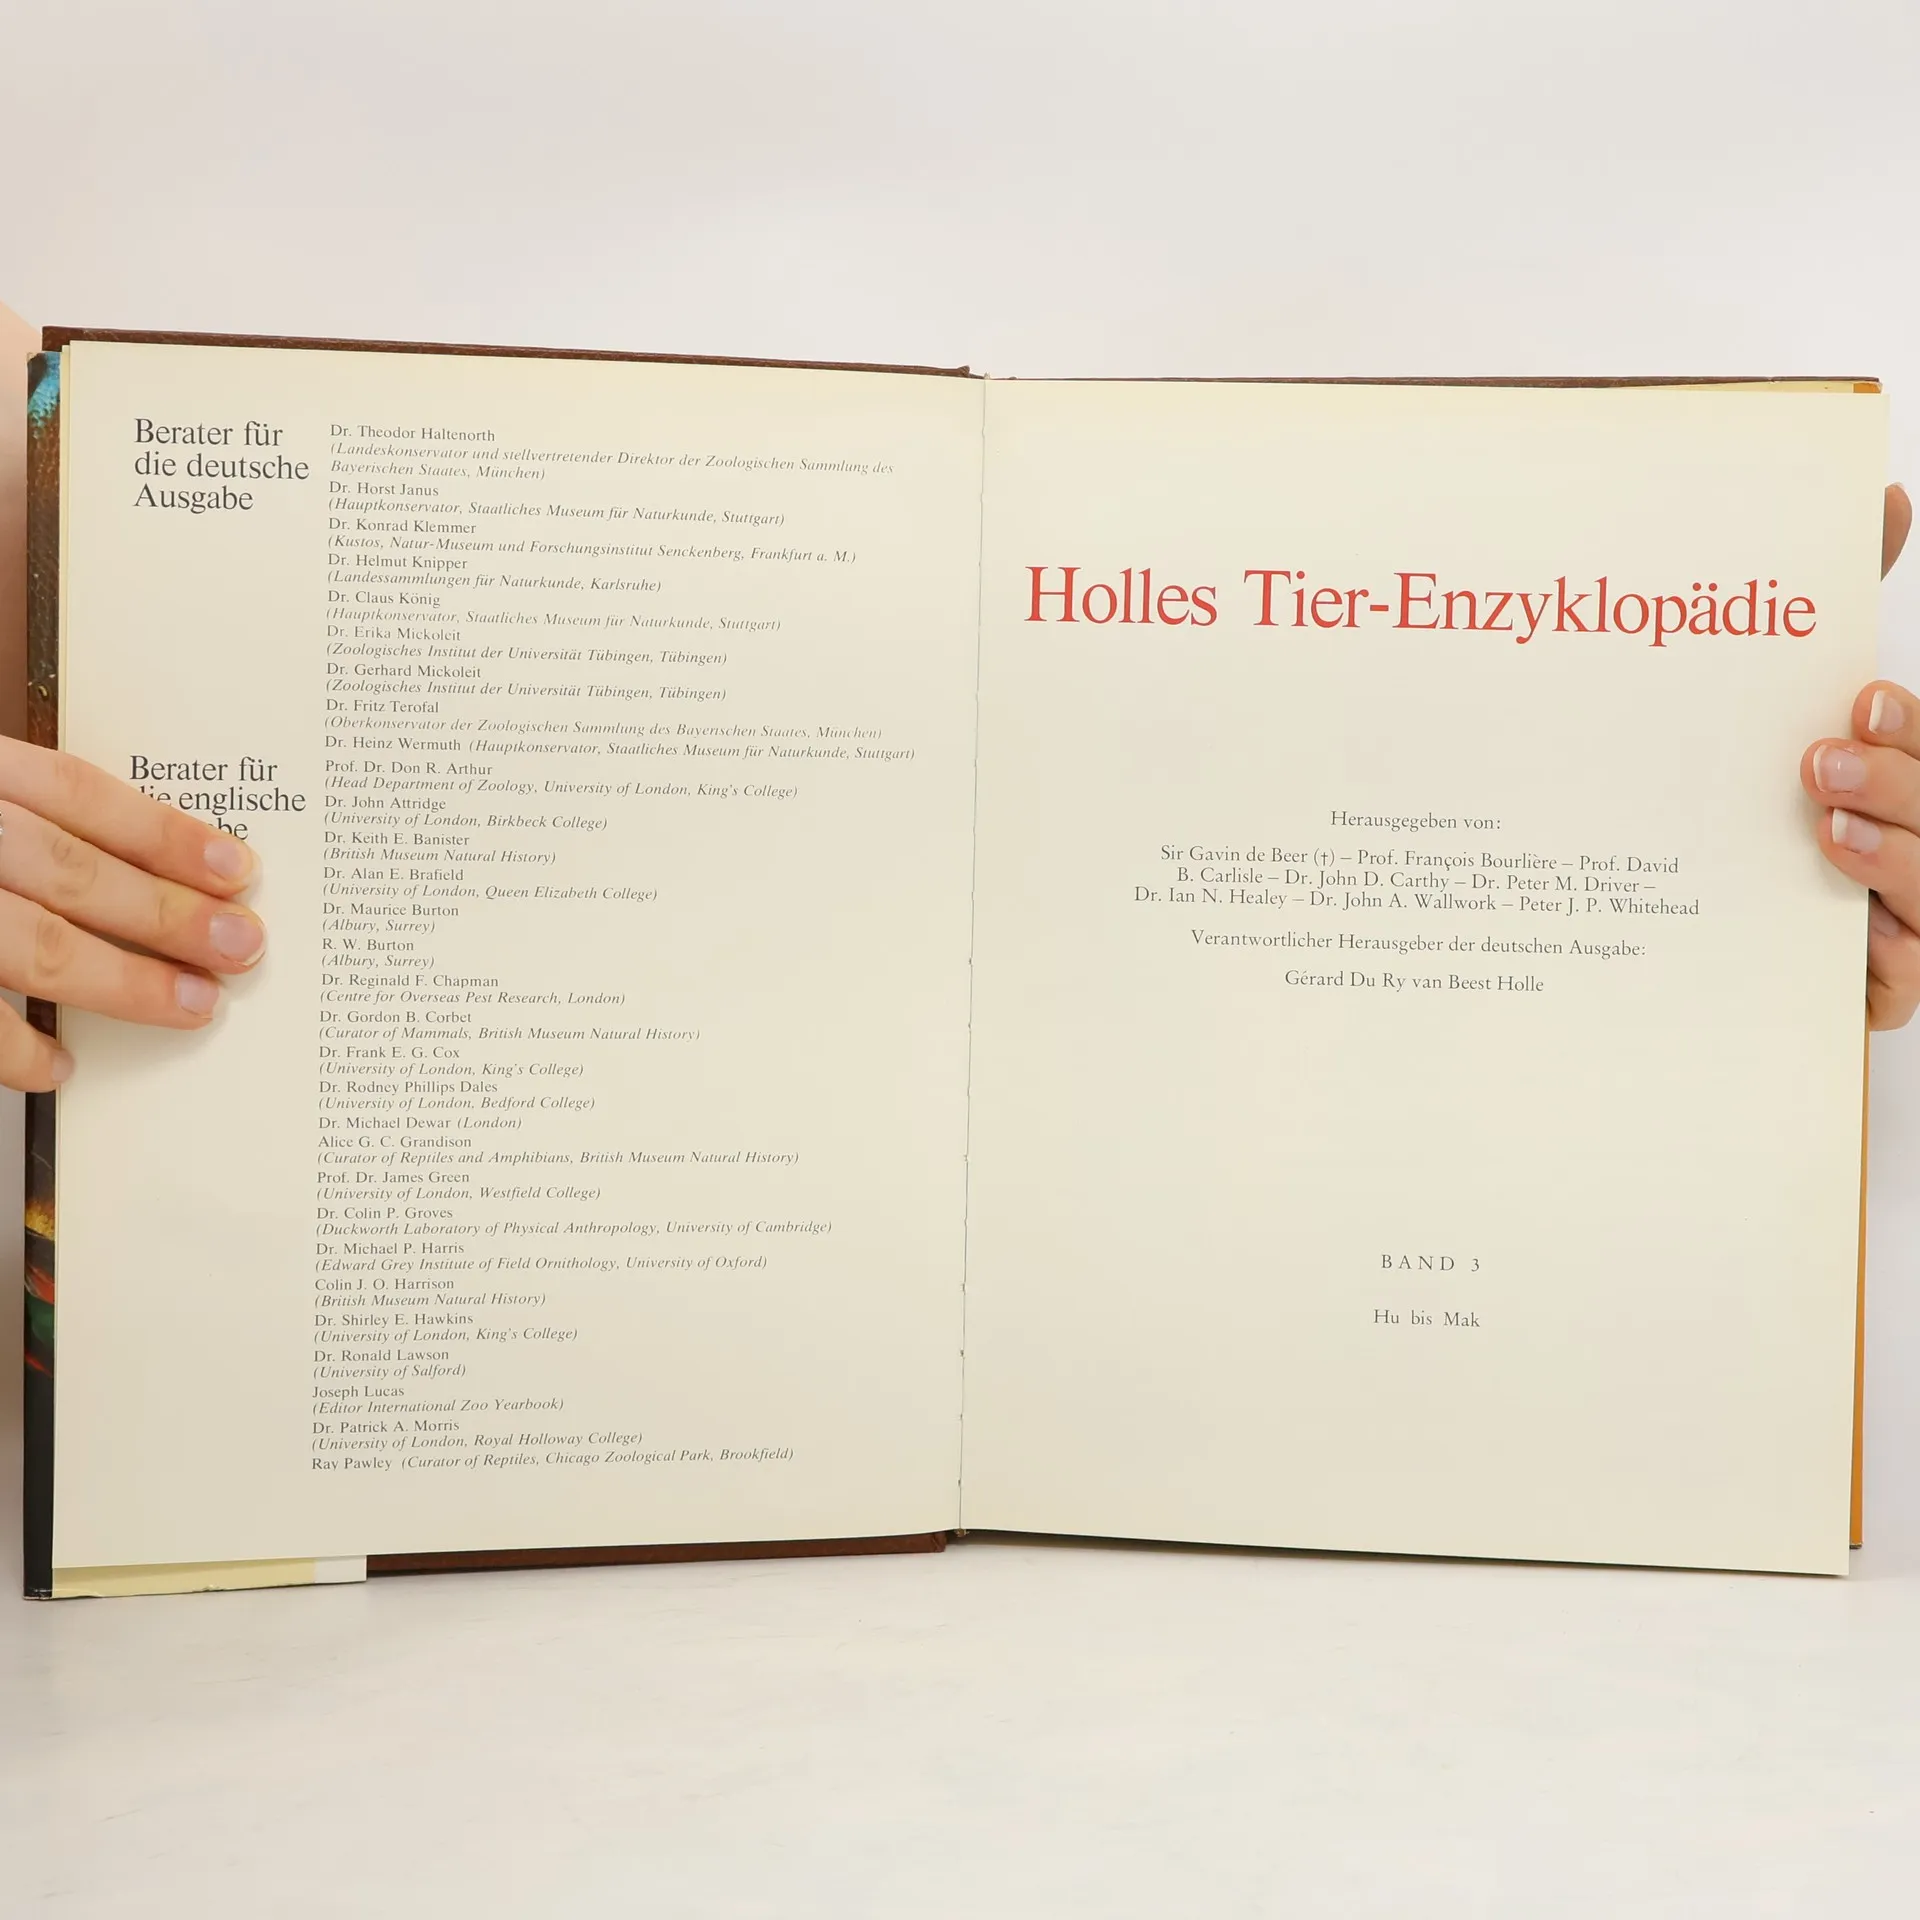 Berater für
die deutsche
Ausgabe
Dr. Theodor Haltenorth
(Landeskonservator und stellvertretender Direktor der Zoologischen Sammlung des
Bayerischen Staates, München)
Dr. Horst Janus
(Hauptkonservator, Staatliches Museum für Naturkunde, Stuttgart)
Dr. Konrad Klemmer
(Kustos, Natur-Museum und Forschungsinstitut Senckenberg, Frankfurt a. M.)
Dr. Helmut Knipper
(Landessammlungen für Naturkunde, Karlsruhe)
Dr. Claus König
(Hauptkonservator, Staatliches Museum für Naturkunde, Stuttgart)
Dr. Erika Mickoleit
(Zoologisches Institut der Universität Tübingen, Tübingen)
Dr. Gerhard Mickoleit
(Zoologisches Institut der Universität Tübingen, Tübingen)
Dr. Fritz Terofal
(Oberkonservator der Zoologischen Sammlung des Bayerischen Staates, München)
Dr. Heinz Wermuth (Hauptkonservator, Staatliches Museum für Naturkunde, Stuttgart)
Berater für
englische
Prof. Dr. Don R. Arthur
(Head Department of Zoology, University of London, King's College)
Dr. John Attridge
(University of London, Birkbeck College)
Dr. Keith E. Banister
(British Museum Natural History)
Dr. Alan E. Brafield
(University of London, Queen Elizabeth College)
Dr. Maurice Burton
(Albury, Surrey)
R. W. Burton
(Albury, Surrey)
Dr. Reginald F. Chapman
(Centre for Overseas Pest Research, London)
Dr. Gordon B. Corbet
(Curator of Mammals, British Museum Natural History)
Dr. Frank E. G. Cox
(University of London, King's College)
Dr. Rodney Phillips Dales
(University of London, Bedford College)
Dr. Michael Dewar (London)
Alice G. C. Grandison
(Curator of Reptiles and Amphibians, British Museum Natural History)
Prof. Dr. James Green
(University of London, Westfield College)
Dr. Colin P. Groves
(Duckworth Laboratory of Physical Anthropology, University of Cambridge)
Dr. Michael P. Harris
(Edward Grey Institute of Field Ornithology, University of Oxford)
Colin J. O. Harrison
(British Museum Natural History)
Dr. Shirley E. Hawkins
(University of London, King's College)
Dr. Ronald Lawson
(University of Salford)
Joseph Lucas
(Editor International Zoo Yearbook)
Dr. Patrick A. Morris
(University of London, Royal Holloway College)
Ray Pawley (Curator of Reptiles, Chicago Zoological Park, Brookfield)
Holles Tier-Enzyklopädie
Herausgegeben von:
Sir Gavin de Beer (†) – Prof. François Bourlière – Prof. David
B. Carlisle – Dr. John D. Carthy – Dr. Peter M. Driver –
Dr. Ian N. Healey – Dr. John A. Wallwork – Peter J. P. Whitehead
Verantwortlicher Herausgeber der deutschen Ausgabe:
Gérard Du Ry van Beest Holle
BAND 3
Hu bis Mak